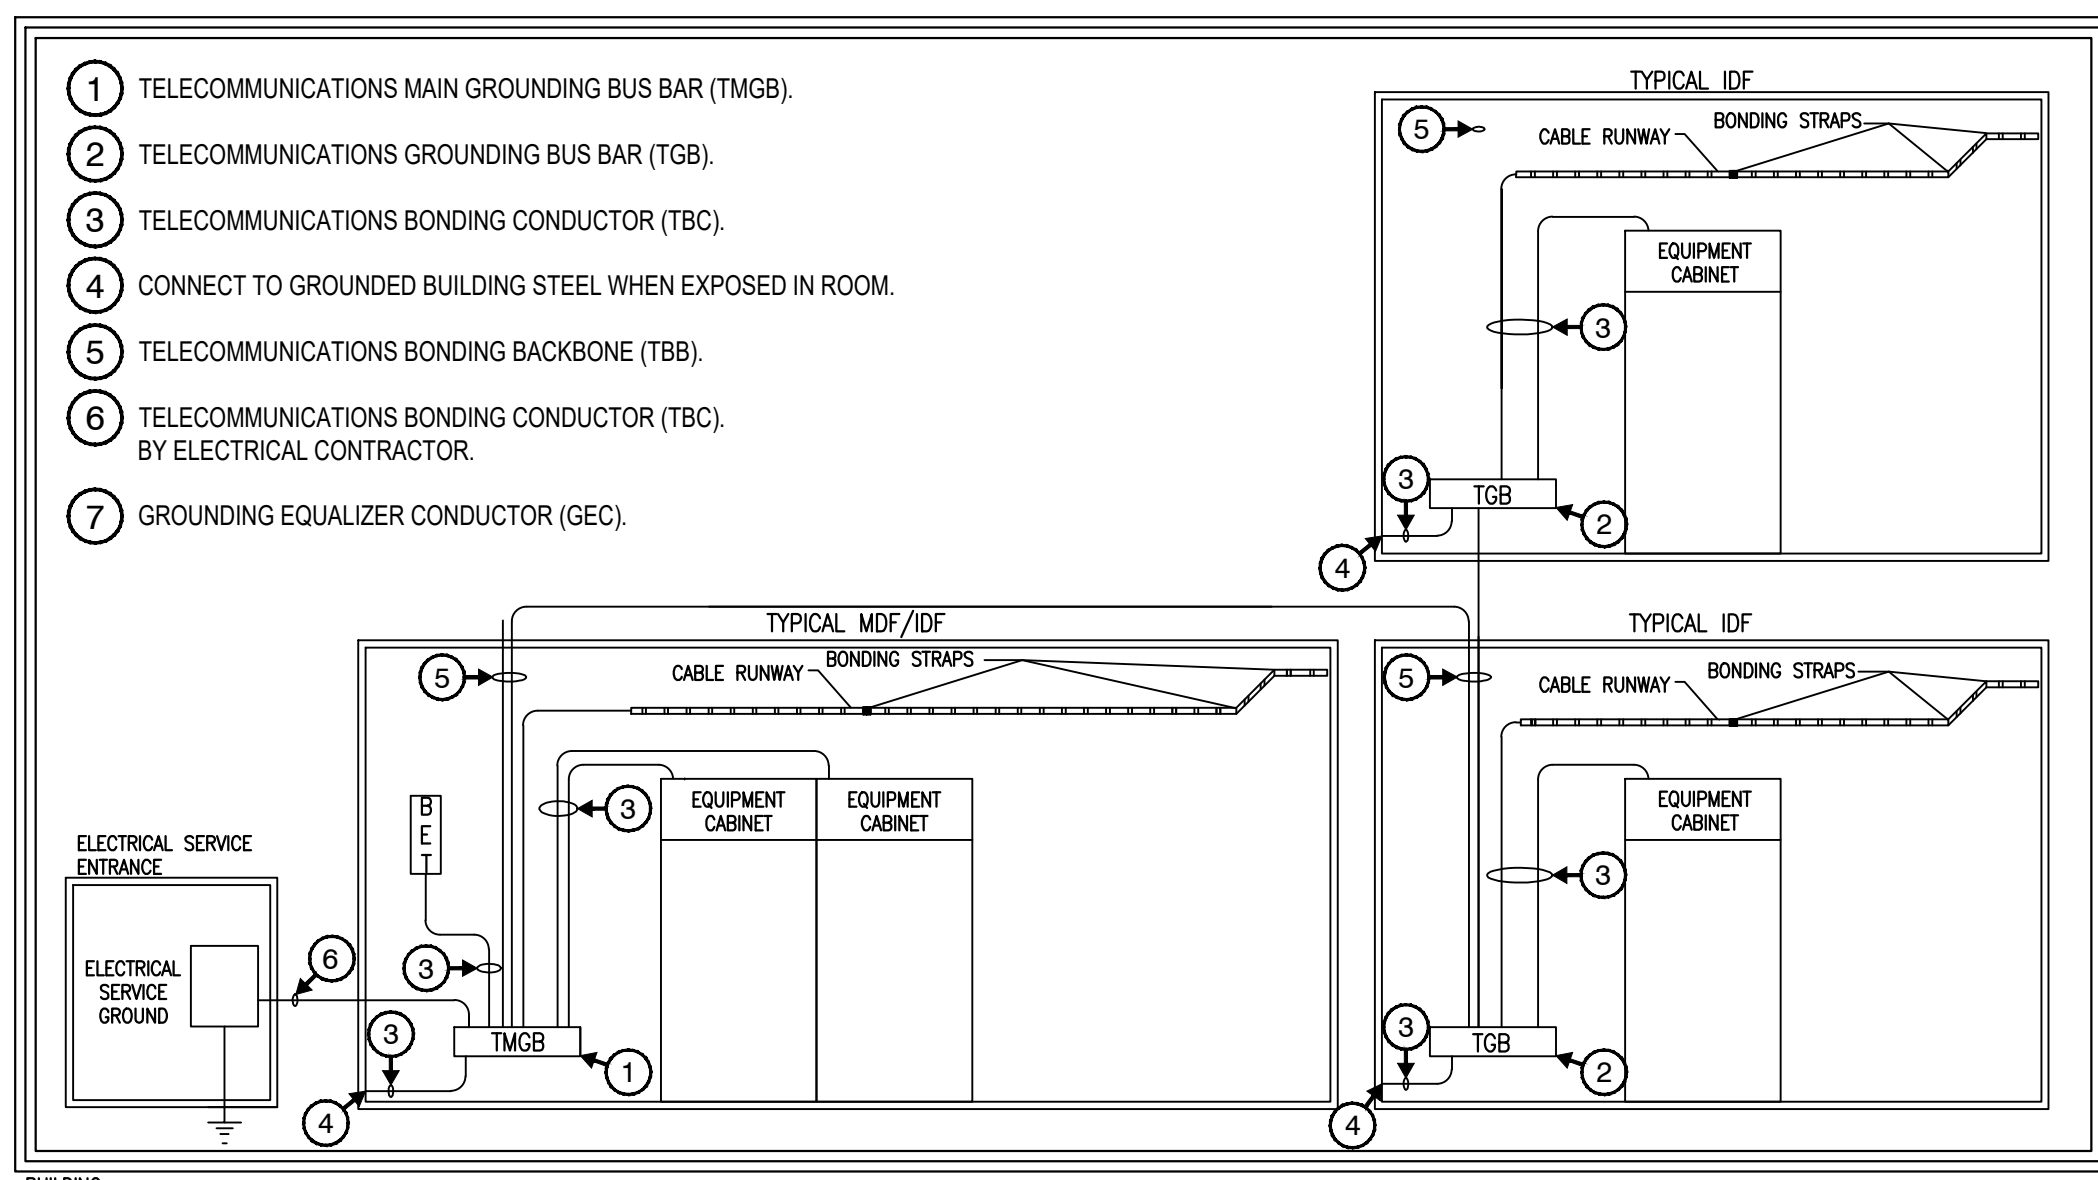 1 TELECOMMUNICATIONS MAIN GROUNDING BUS BAR (TMGB).
2 TELECOMMUNICATIONS GROUNDING BUS BAR (TGB).
3 TELECOMMUNICATIONS BONDING CONDUCTOR (TBC).
4 CONNECT TO GROUNDED BUILDING STEEL WHEN EXPOSED IN ROOM.
5 TELECOMMUNICATIONS BONDING BACKBONE (TBB).
6 TELECOMMUNICATIONS BONDING CONDUCTOR (TBC).
BY ELECTRICAL CONTRACTOR.
7 GROUNDING EQUALIZER CONDUCTOR (GEC).
TYPICAL IDF
5
CABLE RUNWAY
BONDING STRAPS
EQUIPMENT
CABINET
3
3
TGB
2
4
TYPICAL MDF/IDF
5
CABLE RUNWAY
BONDING STRAPS
B
E
T
3
EQUIPMENT
CABINET
EQUIPMENT
CABINET
ELECTRICAL SERVICE
ENTRANCE
ELECTRICAL
SERVICE
GROUND
6
3
3
TMGB
1
4
TYPICAL IDF
5
CABLE RUNWAY
BONDING STRAPS
EQUIPMENT
CABINET
3
3
TGB
2
4